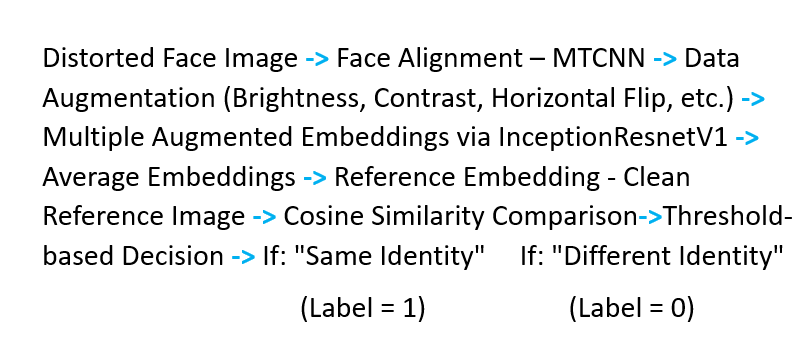 Distorted Face Image -> Face Alignment – MTCNN -> Data
Augmentation (Brightness, Contrast, Horizontal Flip, etc.) ->
Multiple Augmented Embeddings via InceptionResnetV1 ->
Average Embeddings -> Reference Embedding - Clean
Reference Image -> Cosine Similarity Comparison->Threshold-
based Decision -> If: "Same Identity" If: "Different Identity"
(Label = 1) (Label = 0)